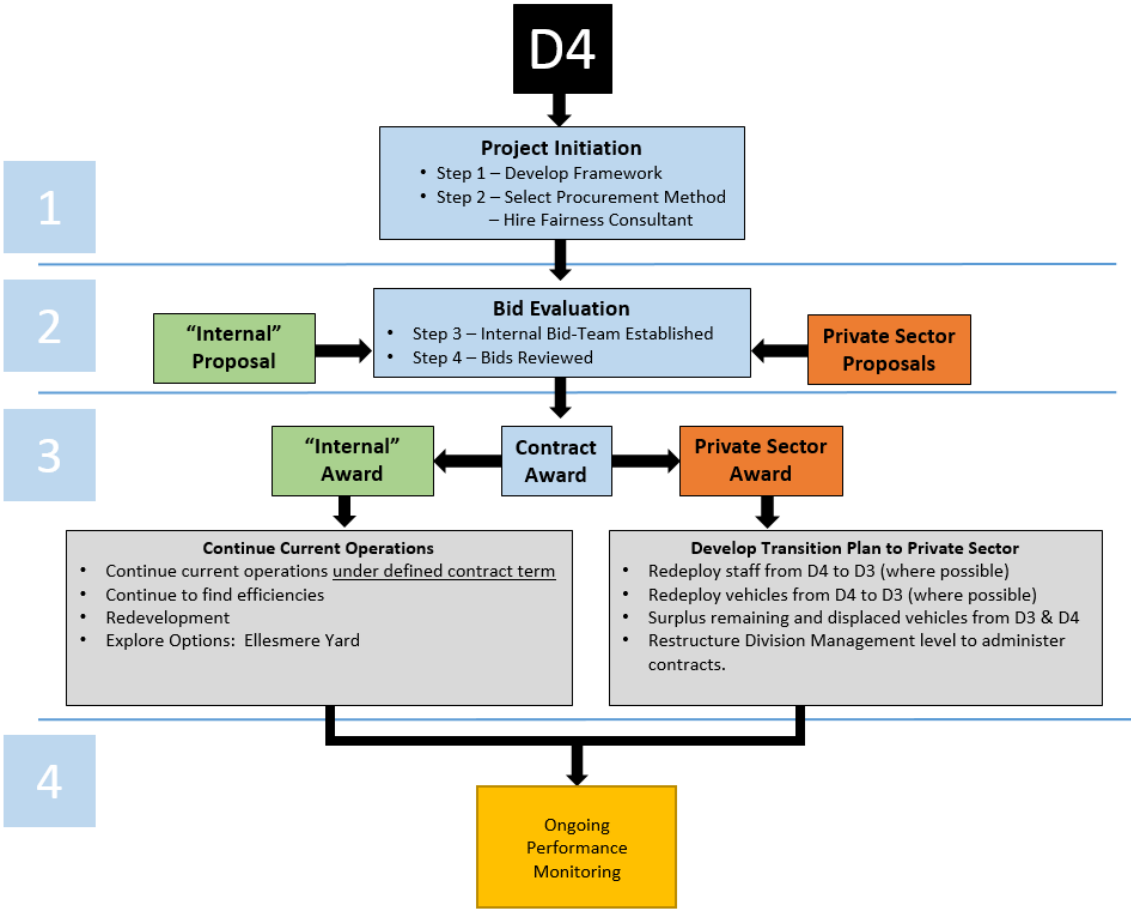 D4
1
Project Initiation
• Step 1 – Develop Framework
• Step 2 – Select Procurement Method
– Hire Fairness Consultant
2
“Internal”
Proposal
Bid Evaluation
• Step 3 – Internal Bid-Team Established
• Step 4 – Bids Reviewed
Private Sector
Proposals
3
“Internal”
Award
Contract
Award
Private Sector
Award
Continue Current Operations
• Continue current operations under defined contract term
• Continue to find efficiencies
• Redevelopment
• Explore Options: Ellesmere Yard
Develop Transition Plan to Private Sector
• Redeploy staff from D4 to D3 (where possible)
• Redeploy vehicles from D4 to D3 (where possible)
• Surplus remaining and displaced vehicles from D3 & D4
• Restructure Division Management level to administer
contracts.
4
Ongoing
Performance
Monitoring